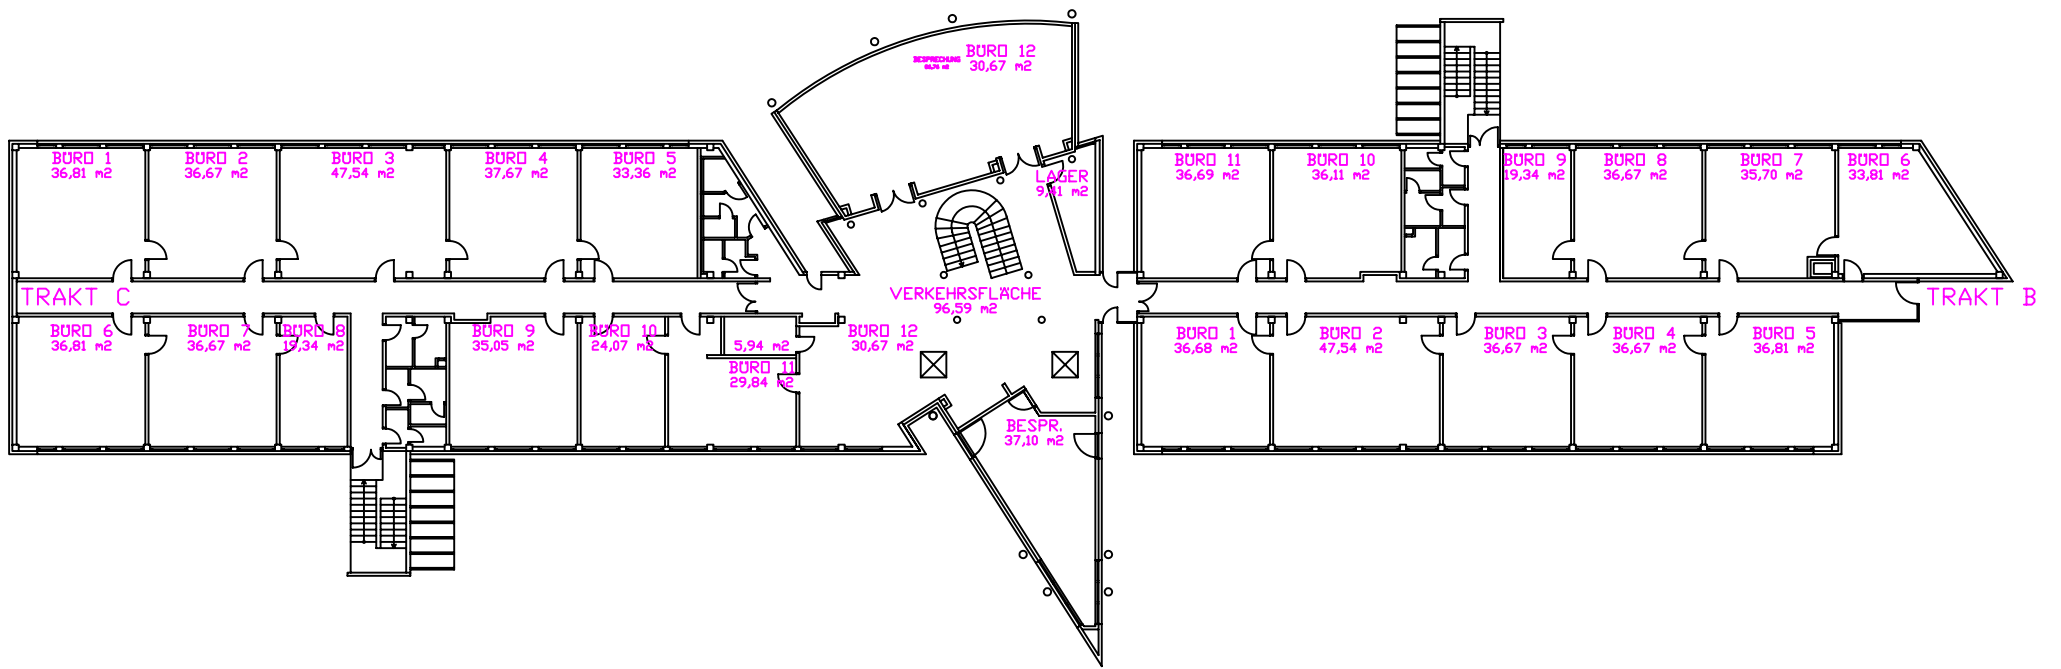 BÜRO 12
30,67 m2
BESPRECHUNG
BÜRO 1
36,81 m2
BÜRO 2
36,67 m2
BÜRO 3
47,54 m2
BÜRO 4
37,67 m2
BÜRO 5
33,36 m2
LAGER
9,41 m2
BÜRO 11
36,69 m2
BÜRO 10
36,11 m2
BÜRO 9
19,34 m2
BÜRO 8
36,67 m2
BÜRO 7
35,70 m2
BÜRO 6
33,81 m2
TRAKT C
VERKEHRSFLÄCHE
96,59 m2
TRAKT B
BÜRO 6
36,81 m2
BÜRO 7
36,67 m2
BÜRO 8
19,34 m2
BÜRO 9
35,05 m2
BÜRO 10
24,07 m2
5,94 m2
BÜRO 11
29,84 m2
BÜRO 12
30,67 m2
BÜRO 1
36,68 m2
BÜRO 2
47,54 m2
BÜRO 3
36,67 m2
BÜRO 4
36,67 m2
BÜRO 5
36,81 m2
BESPR.
37,10 m2